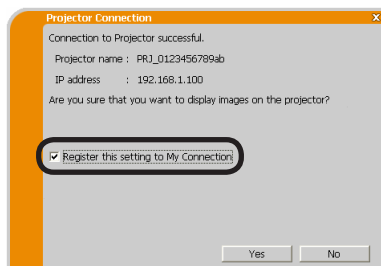 Projector Connection
X
Connection to Projector successful.
Projector name : PRJ_0123456789ab
IP address : 192.168.1.100
Are you sure that you want to display images on the projector?
Register this setting to My Connection
Yes No